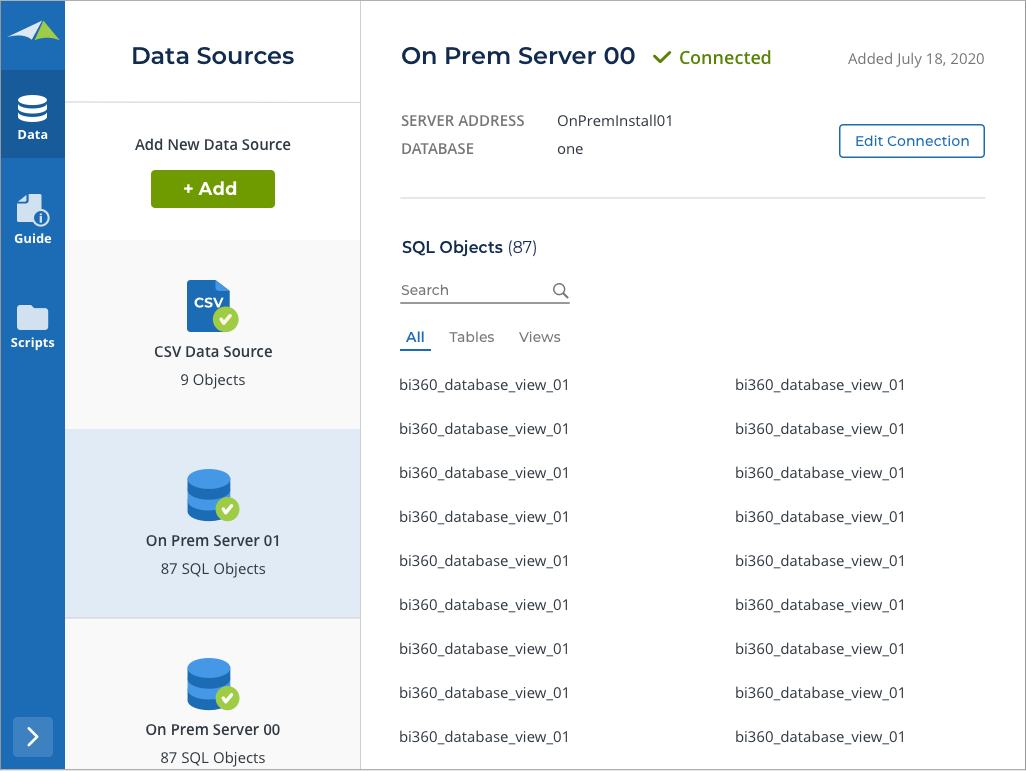 Data
Guide
Scripts
Data Sources
Add New Data Source
+ Add
CSV
CSV Data Source
9 Objects
On Prem Server 01
87 SQL Objects
On Prem Server 00
87 SQL Objects
On Prem Server 00 Connected Added July 18, 2020
SERVER ADDRESS OnPremInstall01
DATABASE one
Edit Connection
SQL Objects (87)
Search
All Tables Views
bi360_database_view_01 bi360_database_view_01
bi360_database_view_01 bi360_database_view_01
bi360_database_view_01 bi360_database_view_01
bi360_database_view_01 bi360_database_view_01
bi360_database_view_01 bi360_database_view_01
bi360_database_view_01 bi360_database_view_01
bi360_database_view_01 bi360_database_view_01
bi360_database_view_01 bi360_database_view_01
bi360_database_view_01 bi360_database_view_01